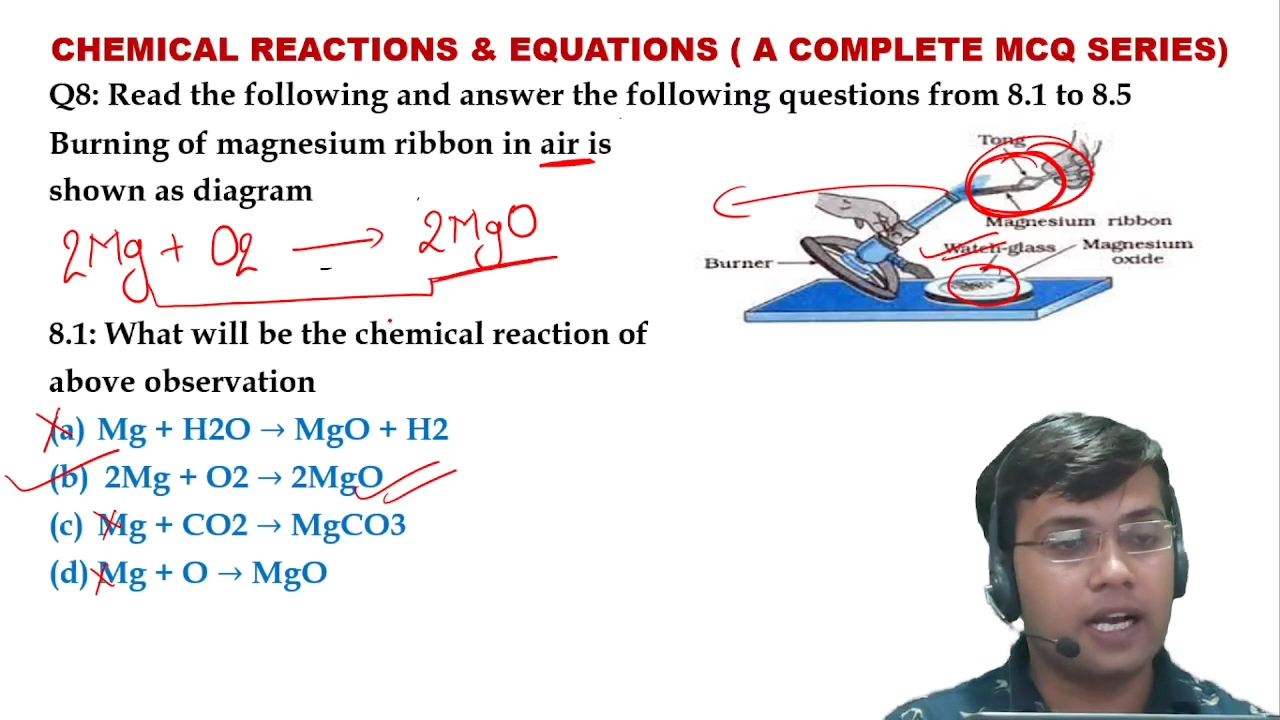 CHEMICAL REACTIONS & EQUATIONS ( A COMPLETE MCQ SERIES)
Q8: Read the following and answer the following questions from 8.1 to 8.5
Burning of magnesium ribbon in air is
shown as diagram
2Mg + O2 → 2MgO
Tong
Magnesium ribbon
Watch-glass
Magnesium
oxide
Burner
8.1: What will be the chemical reaction of
above observation
(a) Mg + H2O → MgO + H2
(b) 2Mg + O2 → 2MgO
(c) Mg + CO2 → MgCO3
(d) Mg + O → MgO